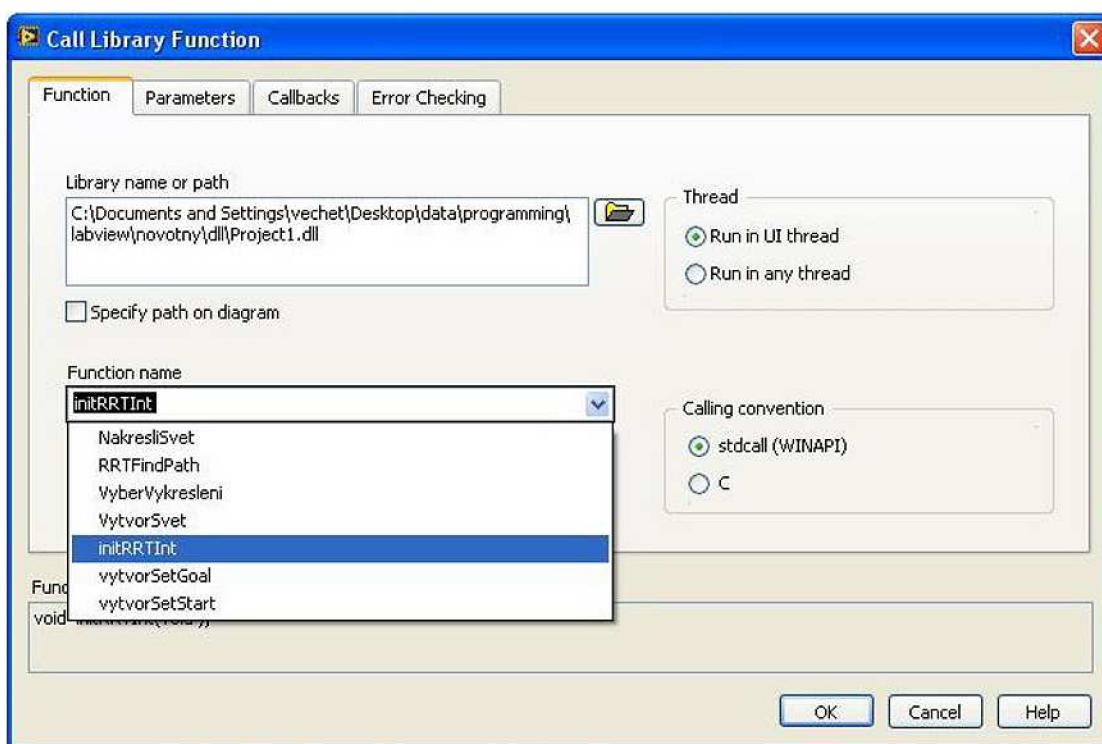 Call Library Function
Function
Parameters
Callbacks
Error Checking
Library name or path
C:\Documents and Settings\vechet\Desktop\data\programming\
labview\novotny\dll\Project1.dll
Specify path on diagram
Thread
Run in UI thread
Run in any thread
Function name
initRRTInt
NakresliSvet
RRTFindPath
VyberVykresleni
VytvorSvet
initRRTInt
vytvorSetGoal
vytvorSetStart
Calling convention
stdcall (WINAPI)
C
void
OK
Cancel
Help